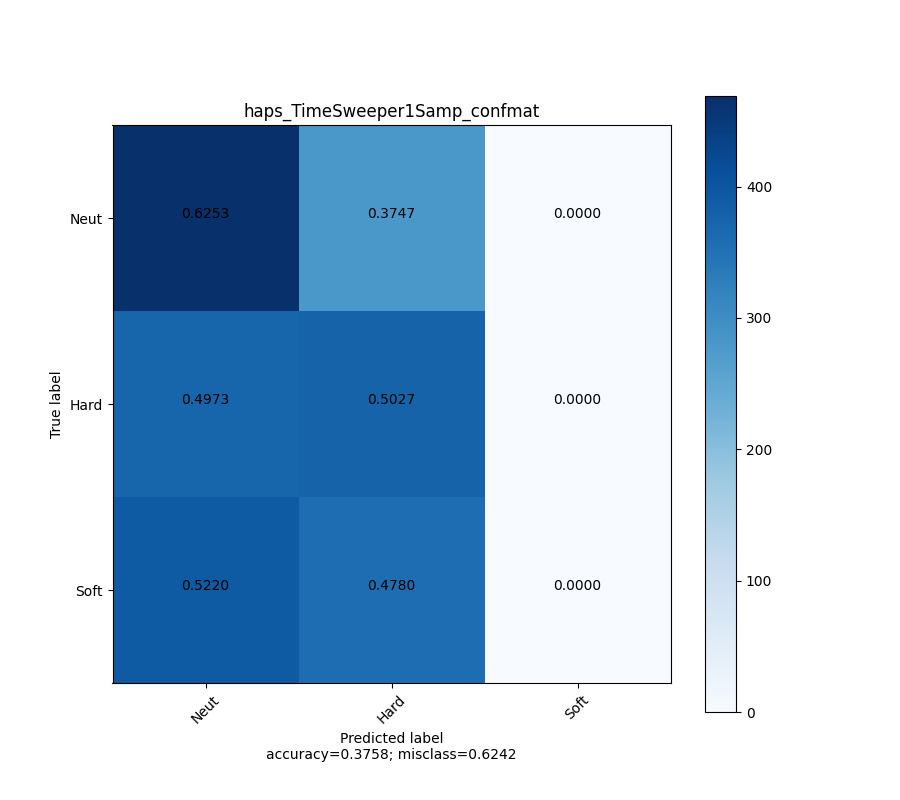 haps_TimeSweeper1Samp_confmat
Neut
0.6253
0.3747
0.0000
Hard
0.4973
0.5027
0.0000
Soft
0.5220
0.4780
0.0000
True label
Neut
Hard
Soft
Predicted label
accuracy=0.3758; misclass=0.6242
400
300
200
100
0